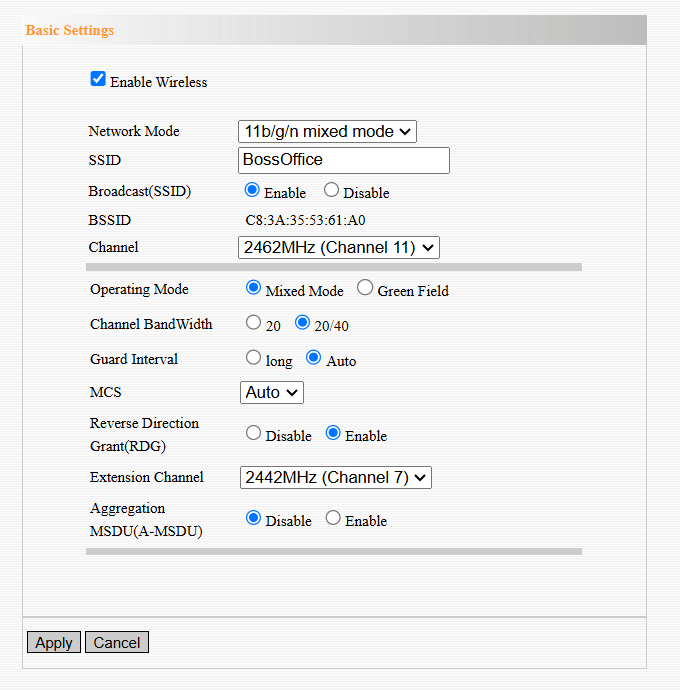 Basic Settings
Enable Wireless
Network Mode 11b/g/n mixed mode
SSID BossOffice
Broadcast(SSID) Enable Disable
BSSID C8:3A:35:53:61:A0
Channel 2462MHz (Channel 11)
Operating Mode Mixed Mode Green Field
Channel BandWidth 20 20/40
Guard Interval long Auto
MCS Auto
Reverse Direction
Grant(RDG) Disable Enable
Extension Channel 2442MHz (Channel 7)
Aggregation
MSDU(A-MSDU) Disable Enable
Apply Cancel